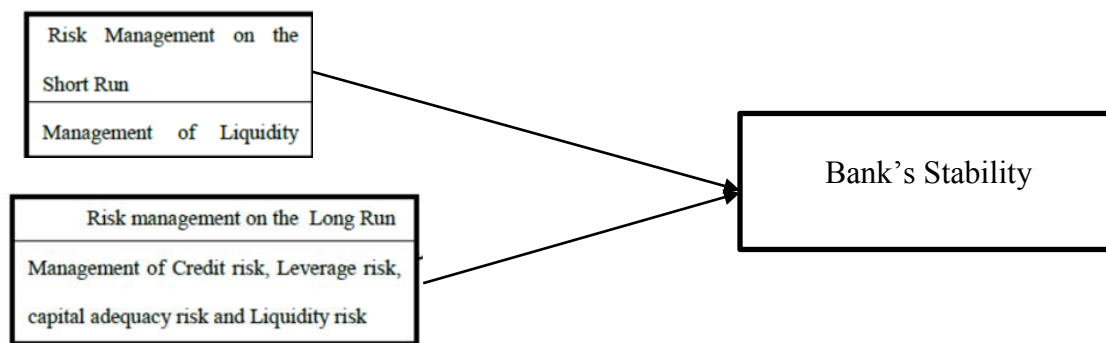 Risk Management on the
Short Run
Management of Liquidity
Bank’s Stability
Risk management on the Long Run
Management of Credit risk, Leverage risk,
capital adequacy risk and Liquidity risk